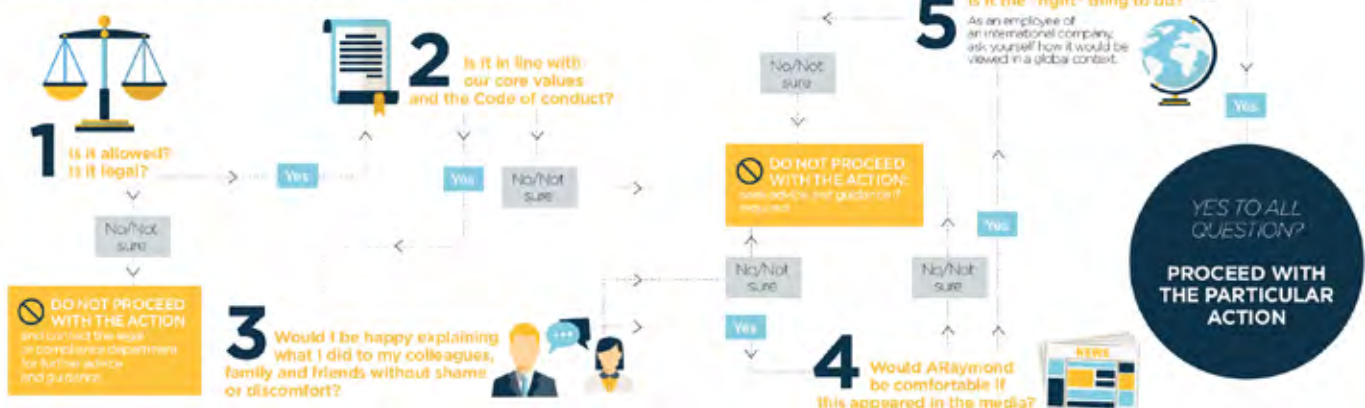 1
Is it allowed?
Is it legal?
Yes
No/Not
sure
DO NOT PROCEED
WITH THE ACTION
and contact the legal
or compliance department
for further advice
and guidance.
2
Is it in line with
our core values
and the Code of conduct?
Yes
No/Not
sure
3
Would I be happy explaining
what I did to my colleagues,
family and friends without shame
or discomfort?
No/Not
sure
Yes
4
Would ARaymond
be comfortable if
this appeared in the media?
NEWS
No/Not
sure
Yes
DO NOT PROCEED
WITH THE ACTION:
seek advice and guidance if
required
5
Is it the "right" thing to do?
As an employee of
an international company,
ask yourself how it would be
viewed in a global context.
No/Not
sure
Yes
YES TO ALL
QUESTION?
PROCEED WITH
THE PARTICULAR
ACTION